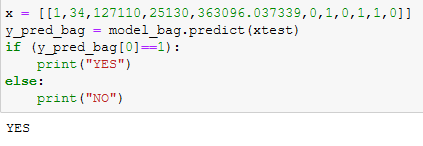 x = [[1,34,127110,25130,363096.037339,0,1,0,1,1,0]]
y_pred_bag = model_bag.predict(xtest)
if (y_pred_bag[0]==1):
    print("YES")
else:
    print("NO")
YES